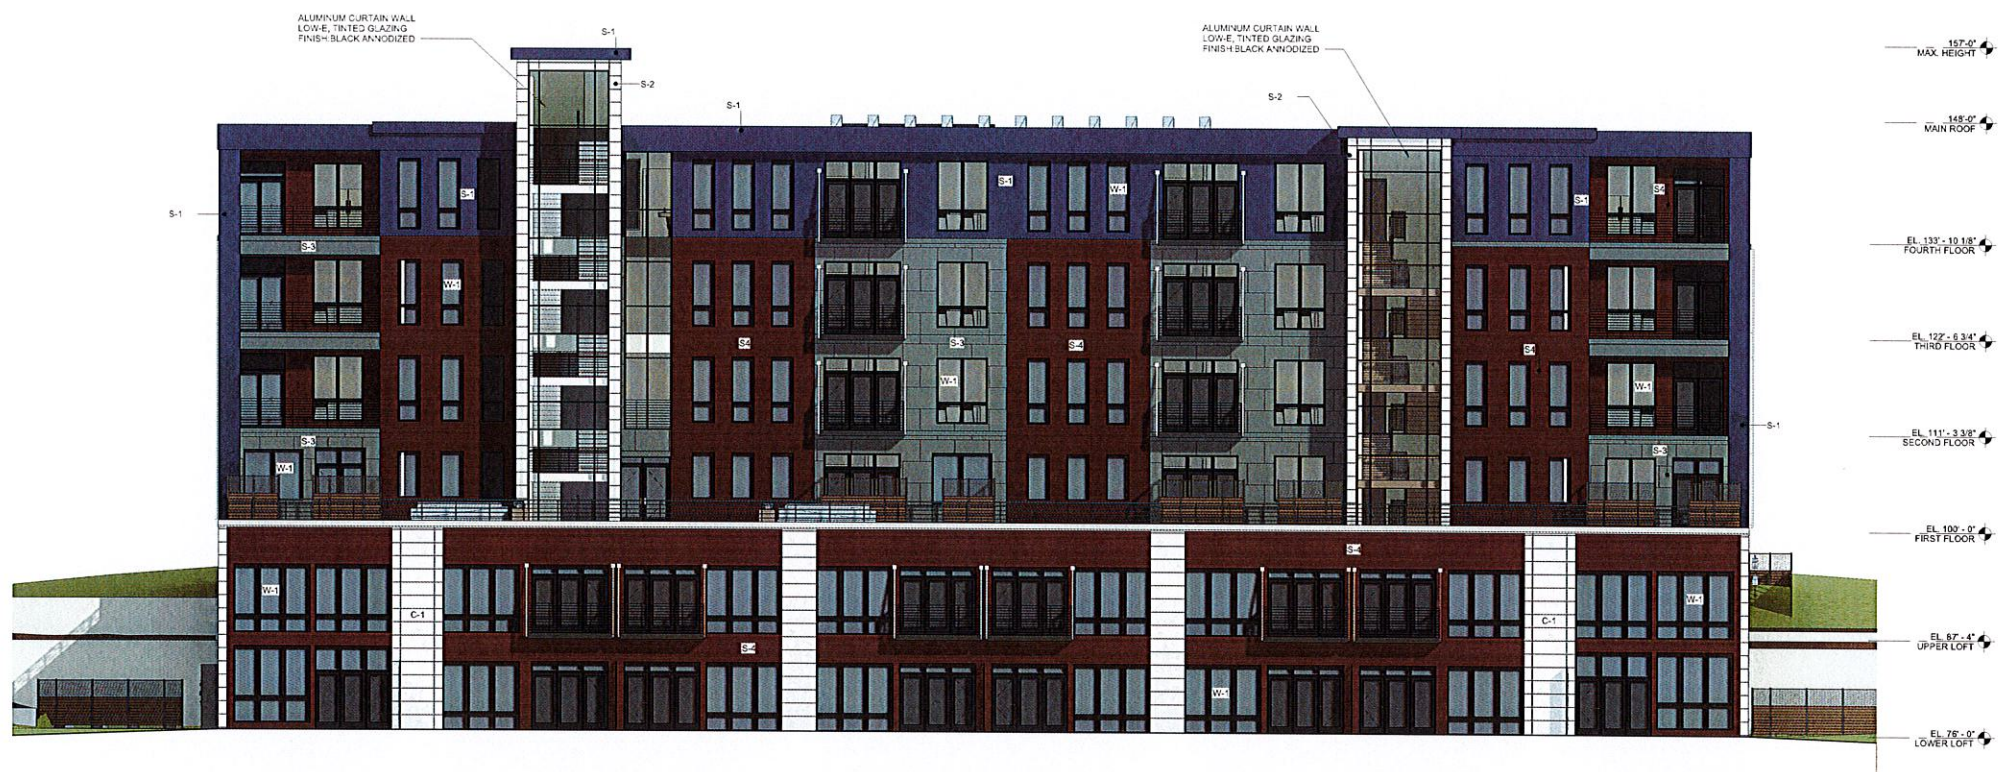 ALUMINUM CURTAIN WALL
LOW-E, TINTED GLAZING
FINISH:BLACK ANNODIZED
S-1
S-2
S-1
ALUMINUM CURTAIN WALL
LOW-E, TINTED GLAZING
FINISH:BLACK ANNODIZED
S-2
157'-0"
MAX. HEIGHT
148'-0"
MAIN ROOF
S-1
S-1
S-1
W-1
S-1
S4
S-3
EL. 133' - 10 1/8"
FOURTH FLOOR
W-1
S4
S-3
S-4
S4
EL. 122' - 6 3/4"
THIRD FLOOR
W-1
W-1
S-1
S-3
S-3
W-1
EL. 111' - 3 3/8"
SECOND FLOOR
EL. 100' - 0"
FIRST FLOOR
S-4
W-1
C-1
S-4
C-1
W-1
W-1
EL. 87' - 4"
UPPER LOFT
EL. 76' - 0"
LOWER LOFT